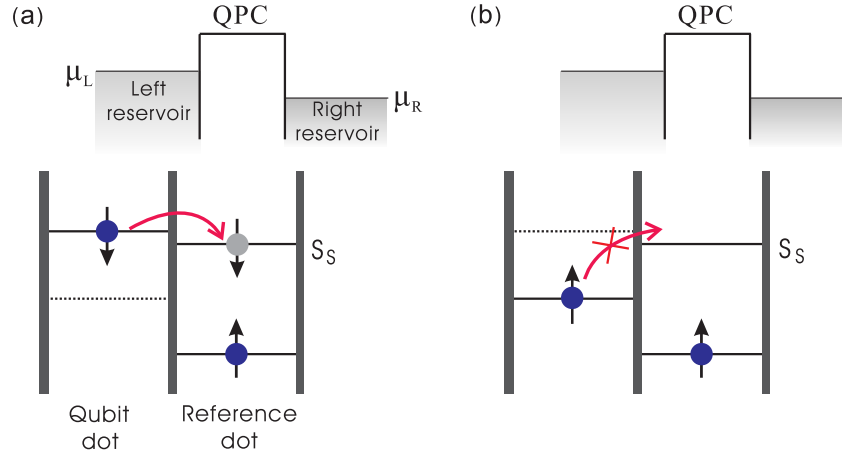 (a)
QPC
(b)
QPC
μL
Left
reservoir
Right
reservoir
μR
SS
SS
Qubit
dot
Reference
dot